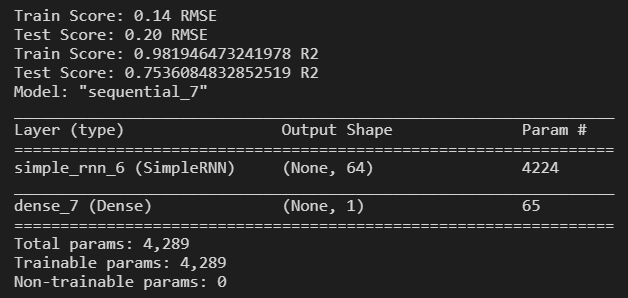 Train Score: 0.14 RMSE
Test Score: 0.20 RMSE
Train Score: 0.981946473241978 R2
Test Score: 0.7536084832852519 R2
Model: "sequential_7"
_________________________________________________________________
Layer (type)                 Output Shape              Param #
=================================================================
simple_rnn_6 (SimpleRNN)     (None, 64)                4224
_________________________________________________________________
dense_7 (Dense)              (None, 1)                 65
=================================================================
Total params: 4,289
Trainable params: 4,289
Non-trainable params: 0